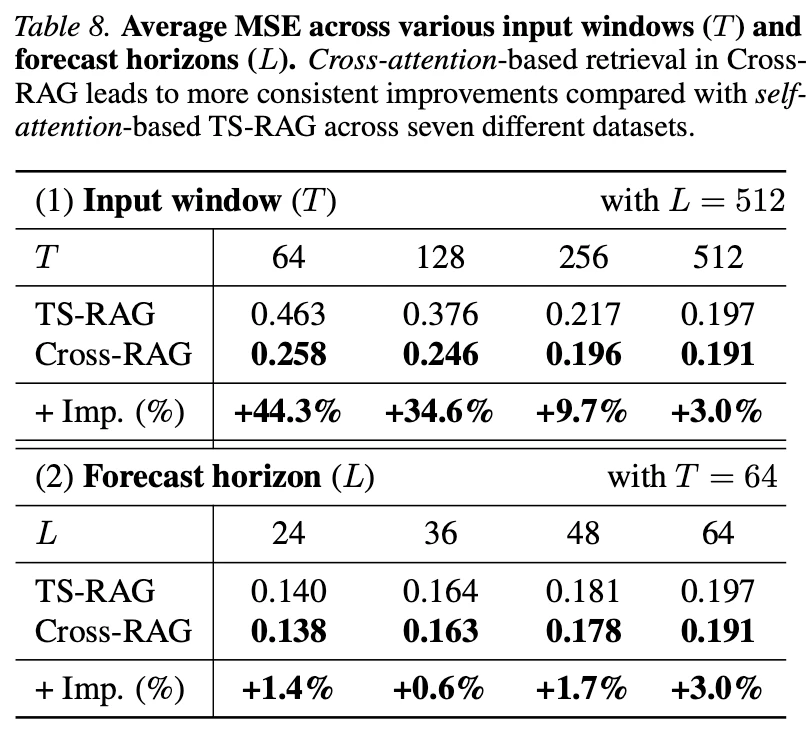 Table 8. Average MSE across various input windows (T) and
forecast horizons (L). Cross-attention-based retrieval in Cross-
RAG leads to more consistent improvements compared with self-
attention-based TS-RAG across seven different datasets.
(1) Input window (T) with L = 512
T 64 128 256 512
TS-RAG 0.463 0.376 0.217 0.197
Cross-RAG 0.258 0.246 0.196 0.191
+ Imp. (%) +44.3% +34.6% +9.7% +3.0%
(2) Forecast horizon (L) with T = 64
L 24 36 48 64
TS-RAG 0.140 0.164 0.181 0.197
Cross-RAG 0.138 0.163 0.178 0.191
+ Imp. (%) +1.4% +0.6% +1.7% +3.0%